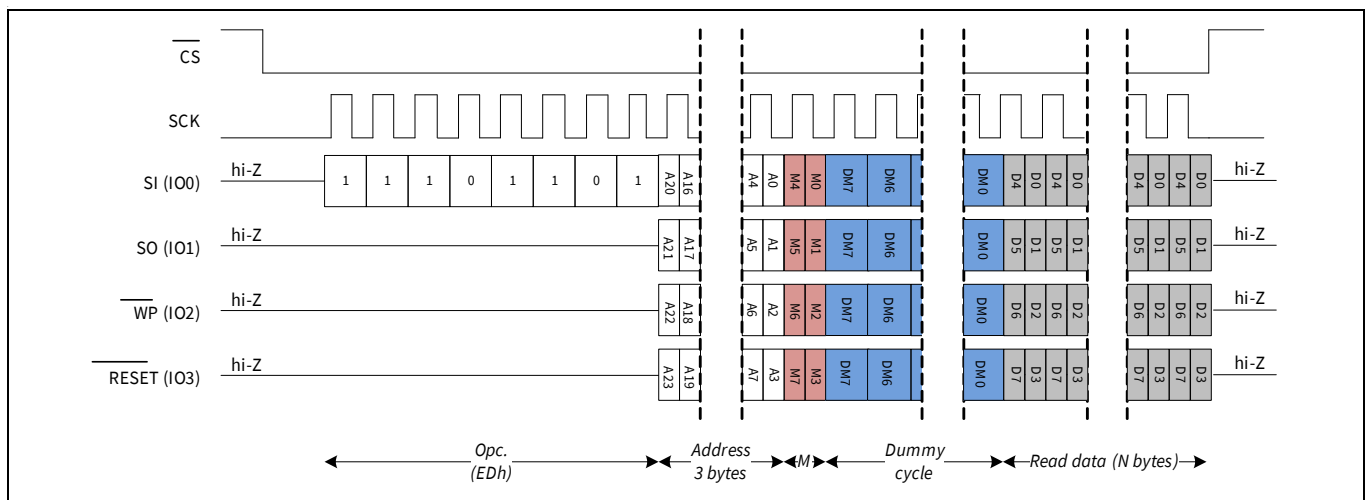 CS
SCK
SI (IO0) hi-Z 1 1 1 0 1 1 0 1 A20 A16 A4 A0 M4 M0 DM7 DM6 DM0 D4 D0 D4 D0 D4 D0 D4 D0 hi-Z
SO (IO1) hi-Z A21 A17 A5 A1 M5 M1 DM7 DM6 DM0 D5 D1 D5 D1 D5 D1 D5 D1 hi-Z
WP (IO2) hi-Z A22 A18 A6 A2 M6 M2 DM7 DM6 DM0 D6 D2 D6 D2 D6 D2 D6 D2 hi-Z
RESET (IO3) hi-Z A23 A19 A7 A3 M7 M3 DM7 DM6 DM0 D7 D3 D7 D3 D7 D3 D7 D3 hi-Z
Opc. Address M Dummy Read data (N bytes)
(EDh) 3 bytes cycle